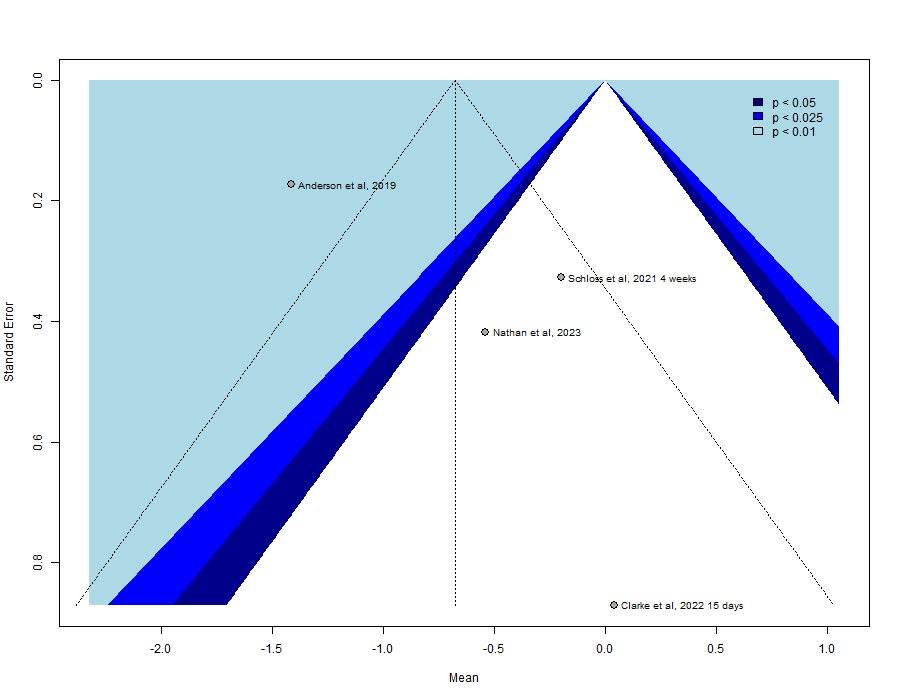 0.0
p < 0.05
p < 0.025
p < 0.01
Anderson et al, 2019
0.2
Schloss et al, 2021 4 weeks
0.4
Nathan et al, 2023
Standard Error
0.6
0.8
Clarke et al, 2022 15 days
-2.0 -1.5 -1.0 -0.5 0.0 0.5 1.0
Mean